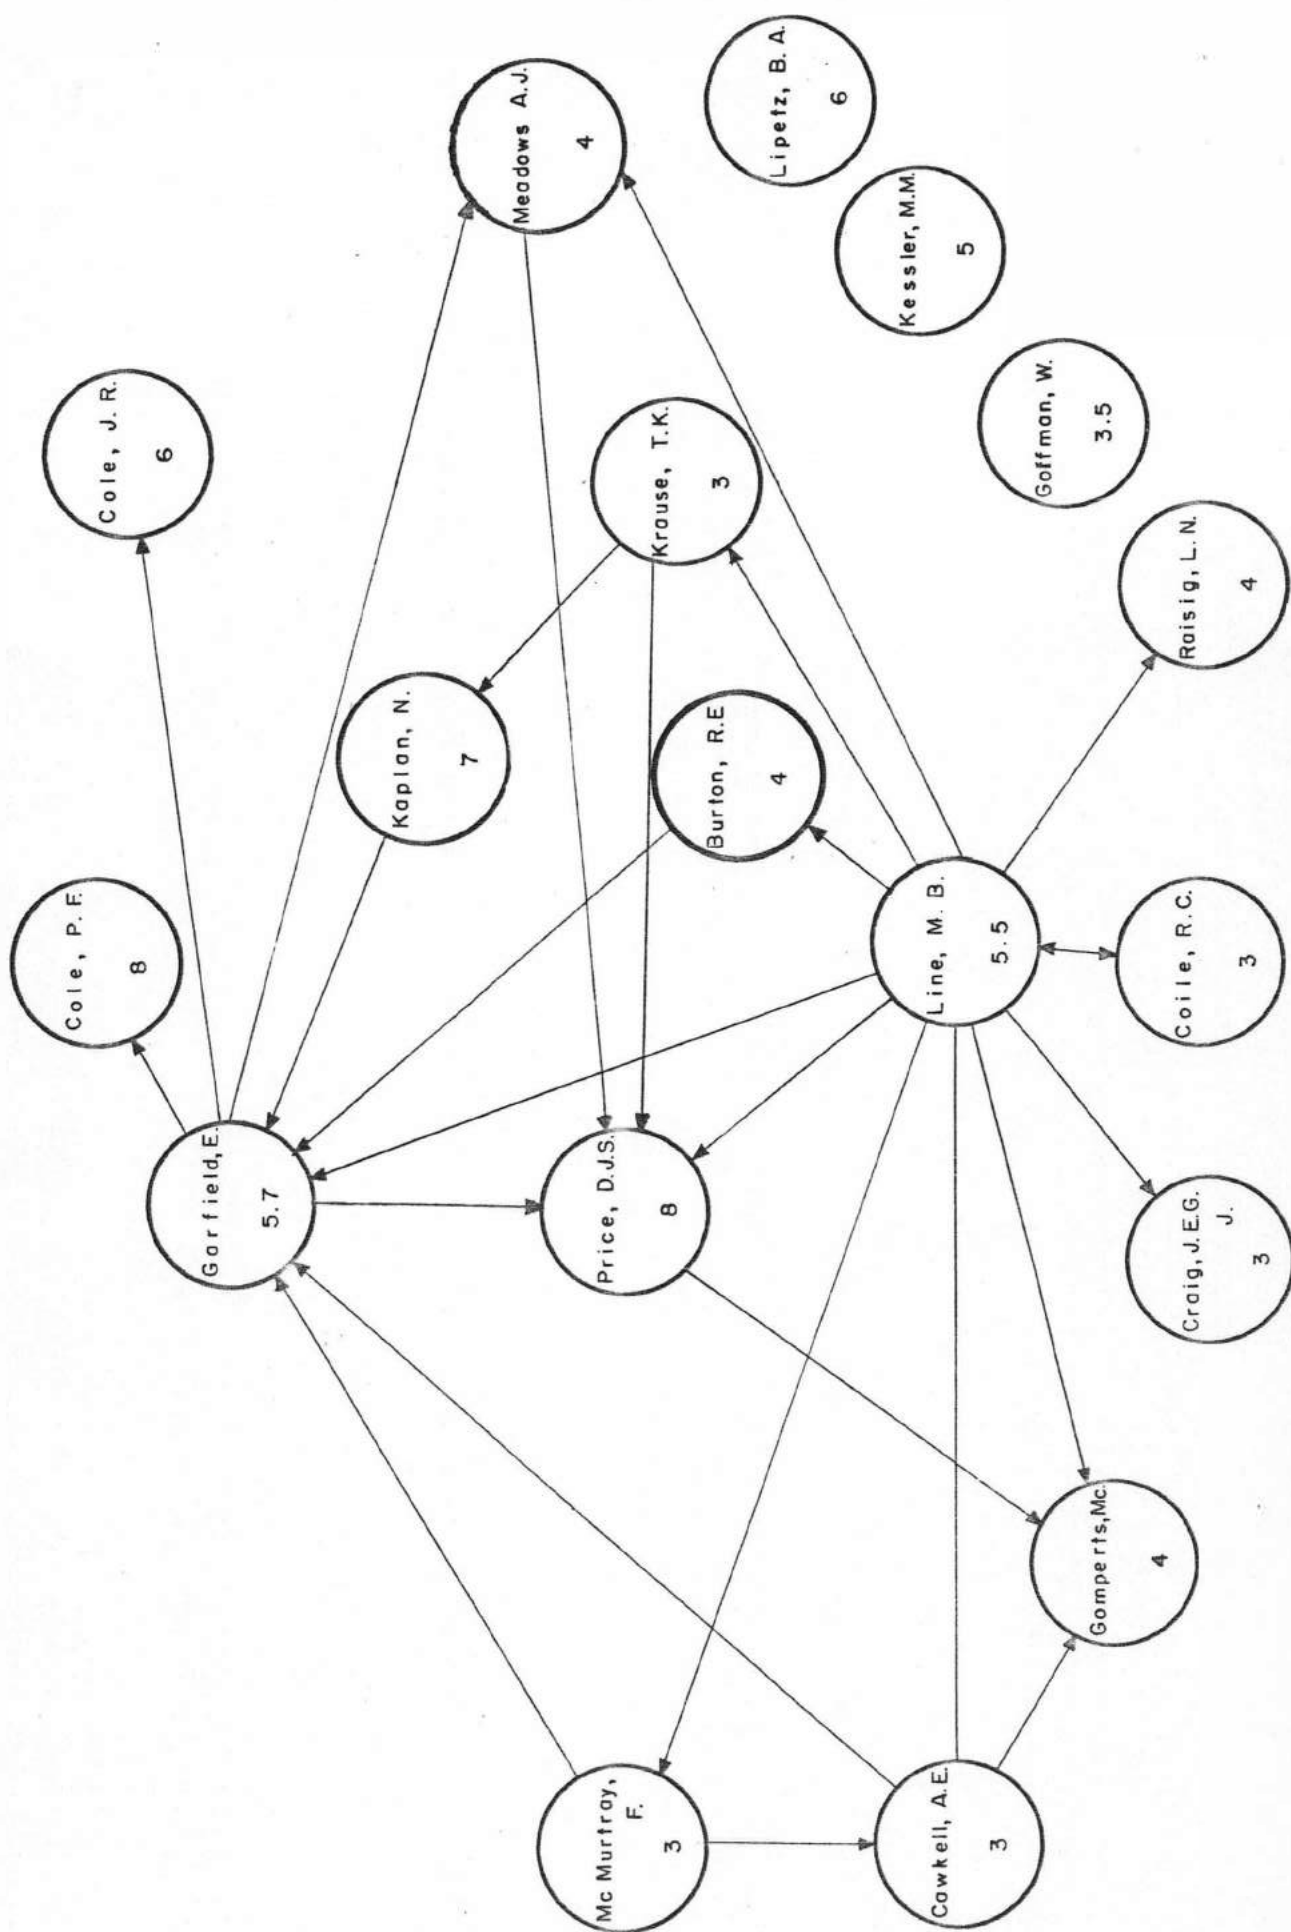 Mc Murtray,
F.
3
Cawkell, A.E.
3
Gomperts, Mc.
4
Garfield, E.
5.7
Price, D.J.S.
8
Craig, J.E.G.
J.
3
Cole, P. F.
8
Line, M. B.
5.5
Coile, R.C.
3
Kaplan, N.
7
Burton, R.E
4
Cole, J. R.
6
Krause, T.K.
3
Raisig, L. N.
4
Goffman, W.
3.5
Meadows A.J.
4
Kessler, M.M.
5
Lipetz, B. A.
6